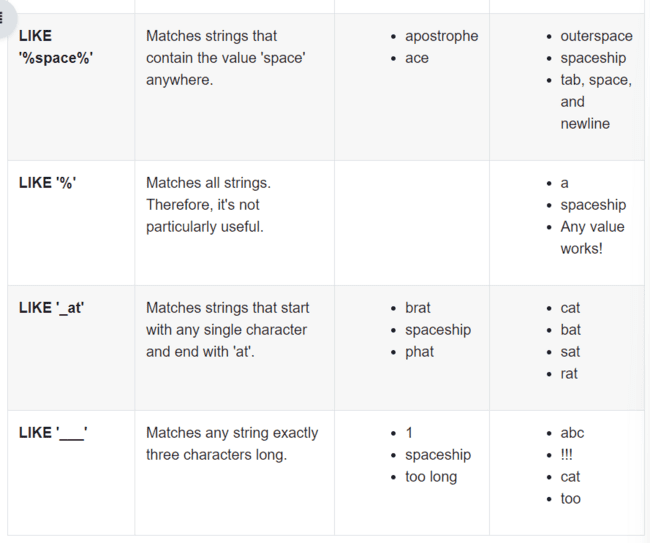 LIKE
'%space%'
Matches strings that
contain the value 'space'
anywhere.
• apostrophe
• ace
• outerspace
• spaceship
• tab, space,
and
newline
LIKE '%'
Matches all strings.
Therefore, it's not
particularly useful.
• a
• spaceship
• Any value
works!
LIKE '_at'
Matches strings that start
with any single character
and end with 'at'.
• brat
• spaceship
• phat
• cat
• bat
• sat
• rat
LIKE '___'
Matches any string exactly
three characters long.
• 1
• spaceship
• too long
• abc
• !!!
• cat
• too